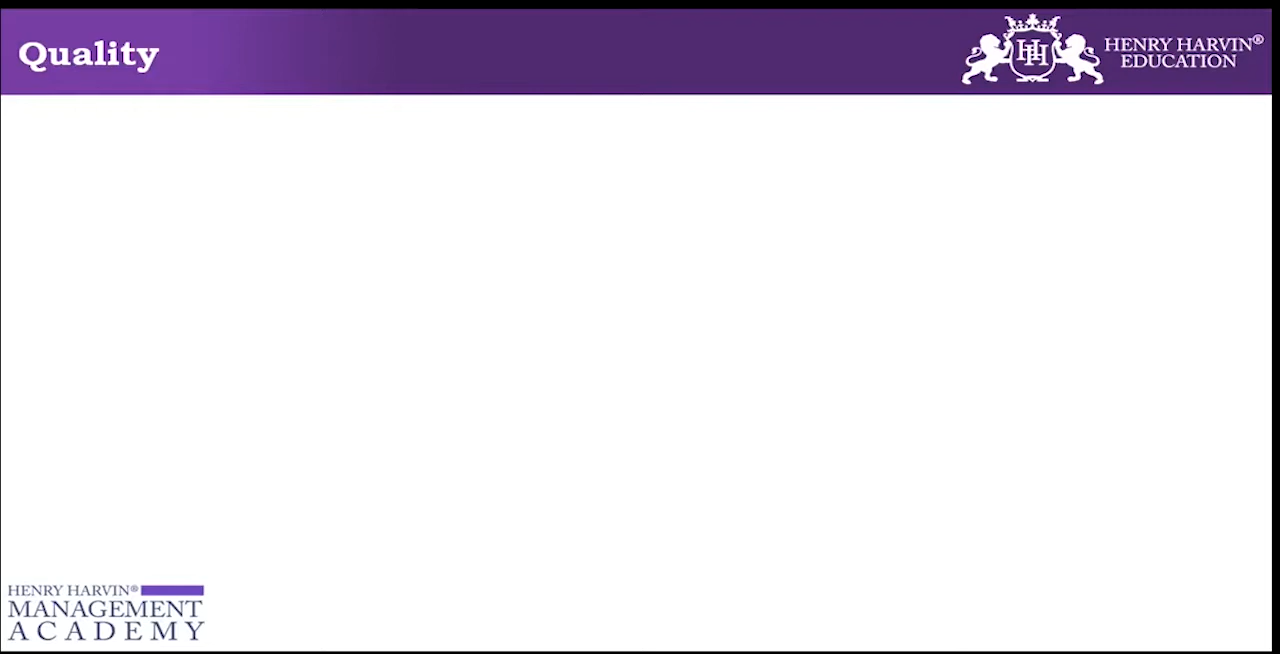 Quality
HENRY HARVIN®
EDUCATION
HH
HENRY HARVIN®
MANAGEMENT
ACADEMY